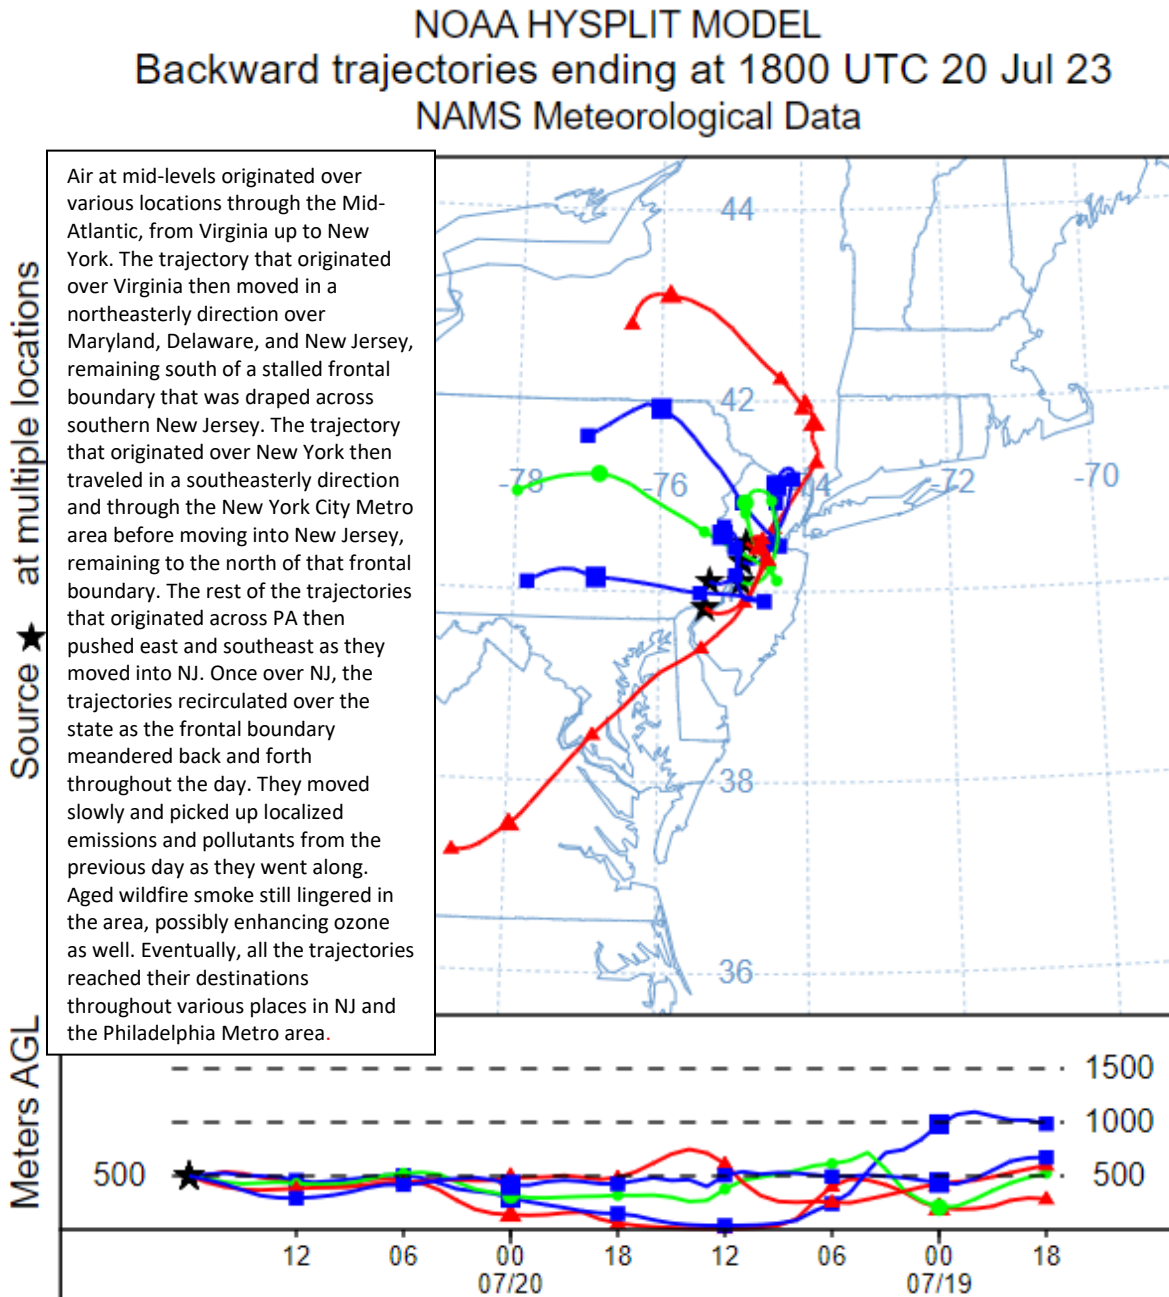 NOAA HYSPLIT MODEL
Backward trajectories ending at 1800 UTC 20 Jul 23
NAMS Meteorological Data
Source ★ at multiple locations
Air at mid-levels originated over
various locations through the Mid-
Atlantic, from Virginia up to New
York. The trajectory that originated
over Virginia then moved in a
northeasterly direction over
Maryland, Delaware, and New Jersey,
remaining south of a stalled frontal
boundary that was draped across
southern New Jersey. The trajectory
that originated over New York then
traveled in a southeasterly direction
and through the New York City Metro
area before moving into New Jersey,
remaining to the north of that frontal
boundary. The rest of the trajectories
that originated across PA then
pushed east and southeast as they
moved into NJ. Once over NJ, the
trajectories recirculated over the
state as the frontal boundary
meandered back and forth
throughout the day. They moved
slowly and picked up localized
emissions and pollutants from the
previous day as they went along.
Aged wildfire smoke still lingered in
the area, possibly enhancing ozone
as well. Eventually, all the trajectories
reached their destinations
throughout various places in NJ and
the Philadelphia Metro area.
44
42
-78 -76 -72 -70
38
36
Meters AGL
1500
1000
500 500
12 06 00 18 12 06 00 18
07/20 07/19